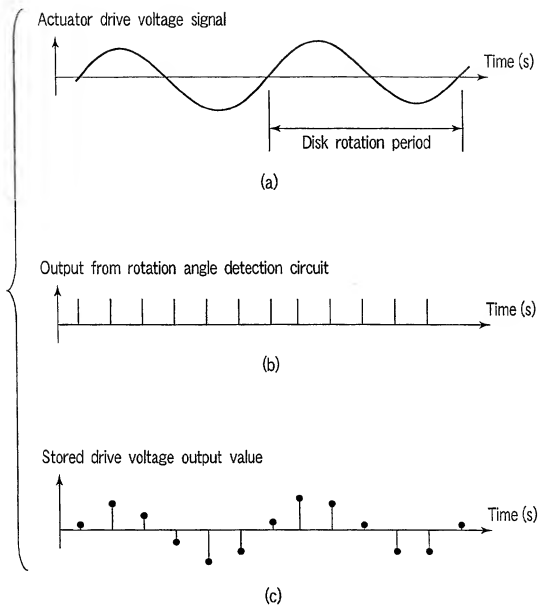 Actuator drive voltage signal
Time (s)
Disk rotation period
(a)
Output from rotation angle detection circuit
Time (s)
(b)
Stored drive voltage output value
Time (s)
(c)